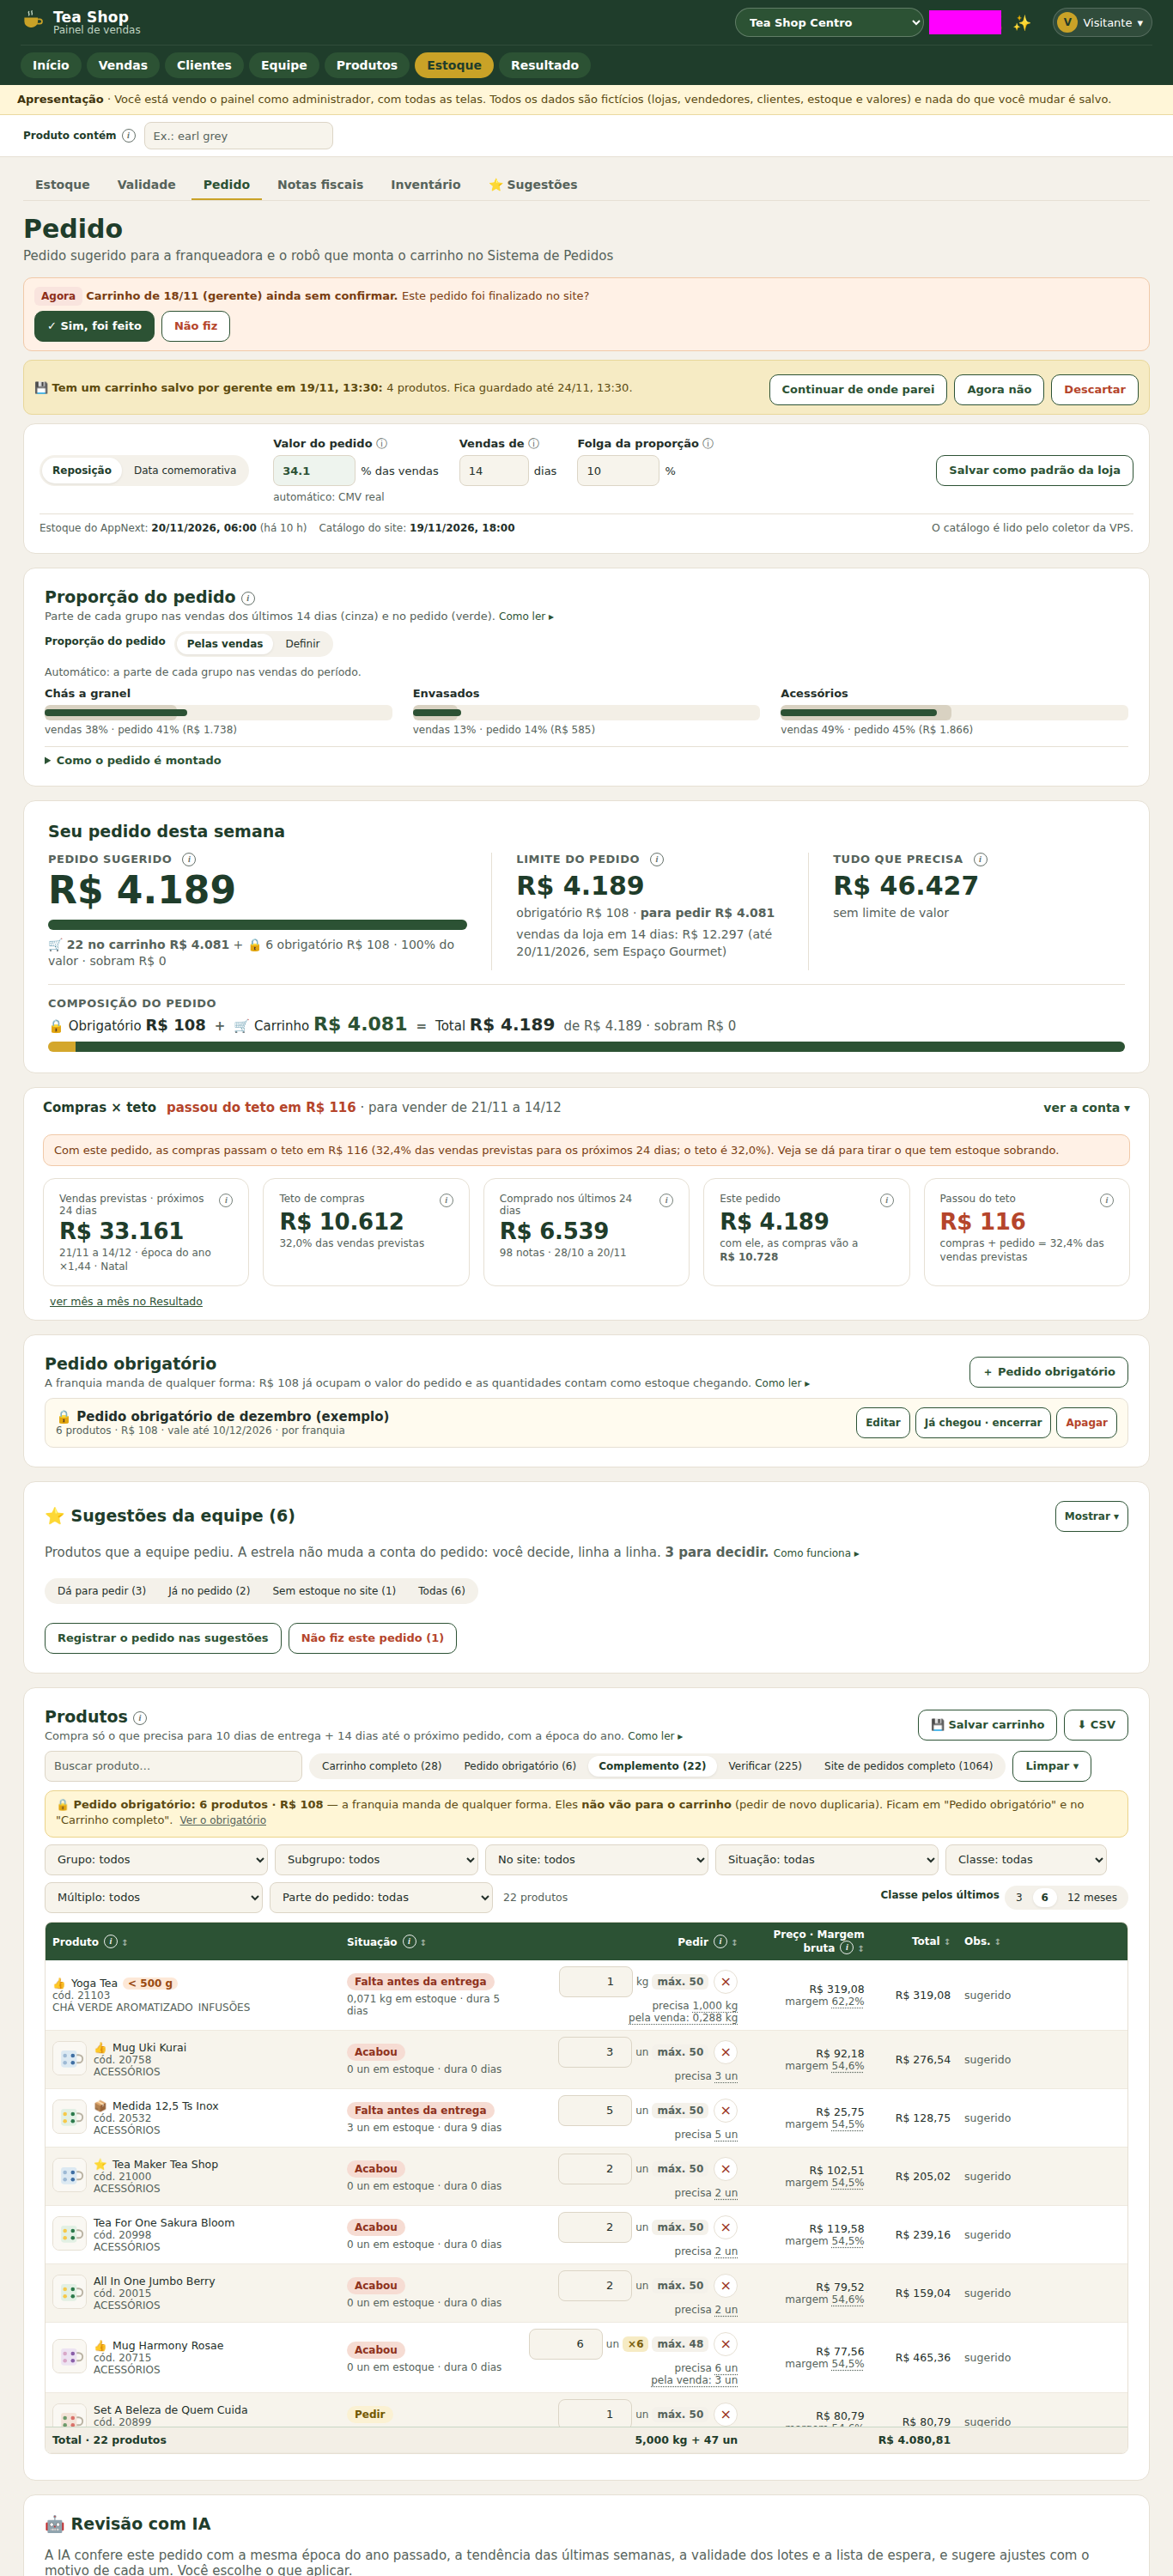 Tea Shop
Painel de vendas
Tea Shop Centro
V Visitante ▾
Início Vendas Clientes Equipe Produtos Estoque Resultado
Apresentação · Você está vendo o painel como administrador, com todas as telas. Todos os dados são fictícios (lojas, vendedores, clientes, estoque e valores) e nada do que você mudar é salvo.
Produto contém i Ex.: earl grey
Estoque Validade Pedido Notas fiscais Inventário ⭐ Sugestões
Pedido
Pedido sugerido para a franqueadora e o robô que monta o carrinho no Sistema de Pedidos
Agora Carrinho de 18/11 (gerente) ainda sem confirmar. Este pedido foi finalizado no site?
✓ Sim, foi feito Não fiz
💾 Tem um carrinho salvo por gerente em 19/11, 13:30: 4 produtos. Fica guardado até 24/11, 13:30.
Continuar de onde parei Agora não Descartar
Valor do pedido ⓘ Vendas de ⓘ Folga da proporção ⓘ
Reposição Data comemorativa 34.1 % das vendas 14 dias 10 % Salvar como padrão da loja
automático: CMV real
Estoque do AppNext: 20/11/2026, 06:00 (há 10 h) Catálogo do site: 19/11/2026, 18:00 O catálogo é lido pelo coletor da VPS.
Proporção do pedido i
Parte de cada grupo nas vendas dos últimos 14 dias (cinza) e no pedido (verde). Como ler ▸
Proporção do pedido Pelas vendas Definir
Automático: a parte de cada grupo nas vendas do período.
Chás a granel Envasados Acessórios
vendas 38% · pedido 41% (R$ 1.738) vendas 13% · pedido 14% (R$ 585) vendas 49% · pedido 45% (R$ 1.866)
▶ Como o pedido é montado
Seu pedido desta semana
PEDIDO SUGERIDO i LIMITE DO PEDIDO i TUDO QUE PRECISA i
R$ 4.189 R$ 4.189 R$ 46.427
obrigatório R$ 108 · para pedir R$ 4.081 sem limite de valor
vendas da loja em 14 dias: R$ 12.297 (até 20/11/2026, sem Espaço Gourmet)
🛒 22 no carrinho R$ 4.081 + 🔒 6 obrigatório R$ 108 · 100% do valor · sobram R$ 0
COMPOSIÇÃO DO PEDIDO
🔒 Obrigatório R$ 108 + 🛒 Carrinho R$ 4.081 = Total R$ 4.189 de R$ 4.189 · sobram R$ 0
Compras × teto passou do teto em R$ 116 · para vender de 21/11 a 14/12 ver a conta ▾
Com este pedido, as compras passam o teto em R$ 116 (32,4% das vendas previstas para os próximos 24 dias; o teto é 32,0%). Veja se dá para tirar o que tem estoque sobrando.
Vendas previstas · próximos 24 dias i
R$ 33.161
21/11 a 14/12 · época do ano ×1,44 · Natal
Teto de compras i
R$ 10.612
32,0% das vendas previstas
Comprado nos últimos 24 dias i
R$ 6.539
98 notas · 28/10 a 20/11
Este pedido i
R$ 4.189
com ele, as compras vão a R$ 10.728
Passou do teto i
R$ 116
compras + pedido = 32,4% das vendas previstas
ver mês a mês no Resultado
Pedido obrigatório
A franquia manda de qualquer forma: R$ 108 já ocupam o valor do pedido e as quantidades contam como estoque chegando. Como ler ▸
+ Pedido obrigatório
🔒 Pedido obrigatório de dezembro (exemplo)
6 produtos · R$ 108 · vale até 10/12/2026 · por franquia
Editar Já chegou · encerrar Apagar
⭐ Sugestões da equipe (6) Mostrar ▾
Produtos que a equipe pediu. A estrela não muda a conta do pedido: você decide, linha a linha. 3 para decidir. Como funciona ▸
Dá para pedir (3) Já no pedido (2) Sem estoque no site (1) Todas (6)
Registrar o pedido nas sugestões Não fiz este pedido (1)
Produtos i
Compra só o que precisa para 10 dias de entrega + 14 dias até o próximo pedido, com a época do ano. Como ler ▸
💾 Salvar carrinho ⬇ CSV
Buscar produto... Carrinho completo (28) Pedido obrigatório (6) Complemento (22) Verificar (225) Site de pedidos completo (1064) Limpar ▾
🔒 Pedido obrigatório: 6 produtos · R$ 108 — a franquia manda de qualquer forma. Eles não vão para o carrinho (pedir de novo duplicaria). Ficam em "Pedido obrigatório" e no
"Carrinho completo". Ver o obrigatório
Grupo: todos Subgrupo: todos No site: todos Situação: todas Classe: todas
Múltiplo: todos Parte do pedido: todas 22 produtos Classe pelos últimos 3 6 12 meses
Produto i ↕ Situação i ↕ Pedir i ↕ Preço · Margem bruta i ↕ Total ↕ Obs. ↕
👍 Yoga Tea < 500 g
cód. 21103
CHÁ VERDE AROMATIZADO INFUSÕES
Falta antes da entrega
0,071 kg em estoque · dura 5 dias
1 kg máx. 50 ✕
precisa 1,000 kg
pela venda: 0,288 kg
R$ 319,08
margem 62,2%
R$ 319,08 sugerido
👍 Mug Uki Kurai
cód. 20758
ACESSÓRIOS
Acabou
0 un em estoque · dura 0 dias
3 un máx. 50 ✕
precisa 3 un
R$ 92,18
margem 54,6%
R$ 276,54 sugerido
📦 Medida 12,5 Ts Inox
cód. 20532
ACESSÓRIOS
Falta antes da entrega
3 un em estoque · dura 9 dias
5 un máx. 50 ✕
precisa 5 un
R$ 25,75
margem 54,5%
R$ 128,75 sugerido
⭐ Tea Maker Tea Shop
cód. 21000
ACESSÓRIOS
Acabou
0 un em estoque · dura 0 dias
2 un máx. 50 ✕
precisa 2 un
R$ 102,51
margem 54,5%
R$ 205,02 sugerido
Tea For One Sakura Bloom
cód. 20998
ACESSÓRIOS
Acabou
0 un em estoque · dura 0 dias
2 un máx. 50 ✕
precisa 2 un
R$ 119,58
margem 54,5%
R$ 239,16 sugerido
All In One Jumbo Berry
cód. 20015
ACESSÓRIOS
Acabou
0 un em estoque · dura 0 dias
2 un máx. 50 ✕
precisa 2 un
R$ 79,52
margem 54,6%
R$ 159,04 sugerido
👍 Mug Harmony Rosae
cód. 20715
ACESSÓRIOS
Acabou
0 un em estoque · dura 0 dias
6 un ×6 máx. 48 ✕
precisa 6 un
pela venda: 3 un
R$ 77,56
margem 54,5%
R$ 465,36 sugerido
Set A Beleza de Quem Cuida
cód. 20899
Pedir
1 un máx. 50 ✕
R$ 80,79
R$ 80,79 sugerido
Total · 22 produtos 5,000 kg + 47 un R$ 4.080,81
🤖 Revisão com IA
A IA confere este pedido com a mesma época do ano passado, a tendência das últimas semanas, a validade dos lotes e a lista de espera, e sugere ajustes com o
motivo de cada um. Você escolhe o que aplicar.